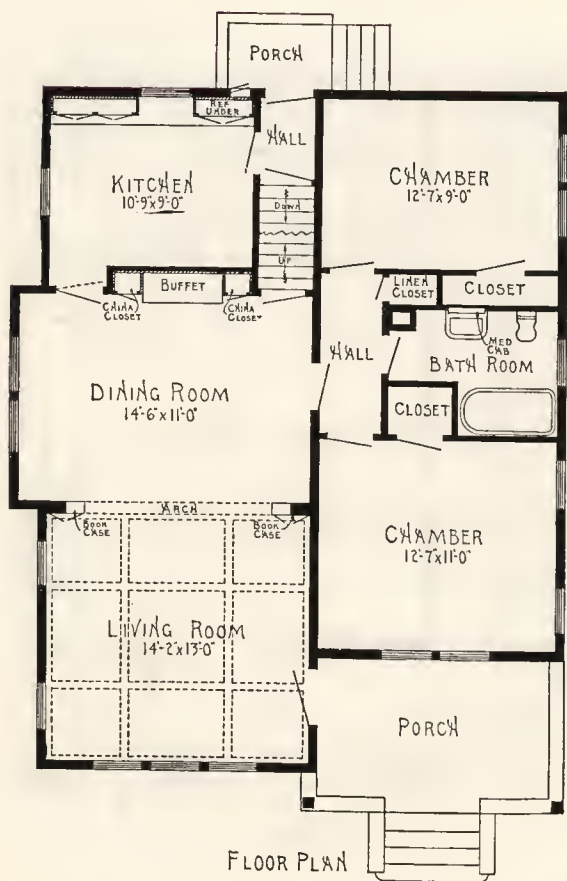 PORCH
REF
UNDER
HALL
KITCHEN
10'-9"x9'-0"
CHAMBER
12'-7"x9'-0"
DOWN
UP
CHINA
CLOSET
BUFFET
CHINA
CLOSET
LINEN
CLOSET
CLOSET
MED
CAB
BATH ROOM
HALL
DINING ROOM
14'-6"x11'-0"
CLOSET
ARCH
BOOK
CASE
BOOK
CASE
CHAMBER
12'-7"x11'-0"
LIVING ROOM
14'-2"x13'-0"
PORCH
FLOOR PLAN